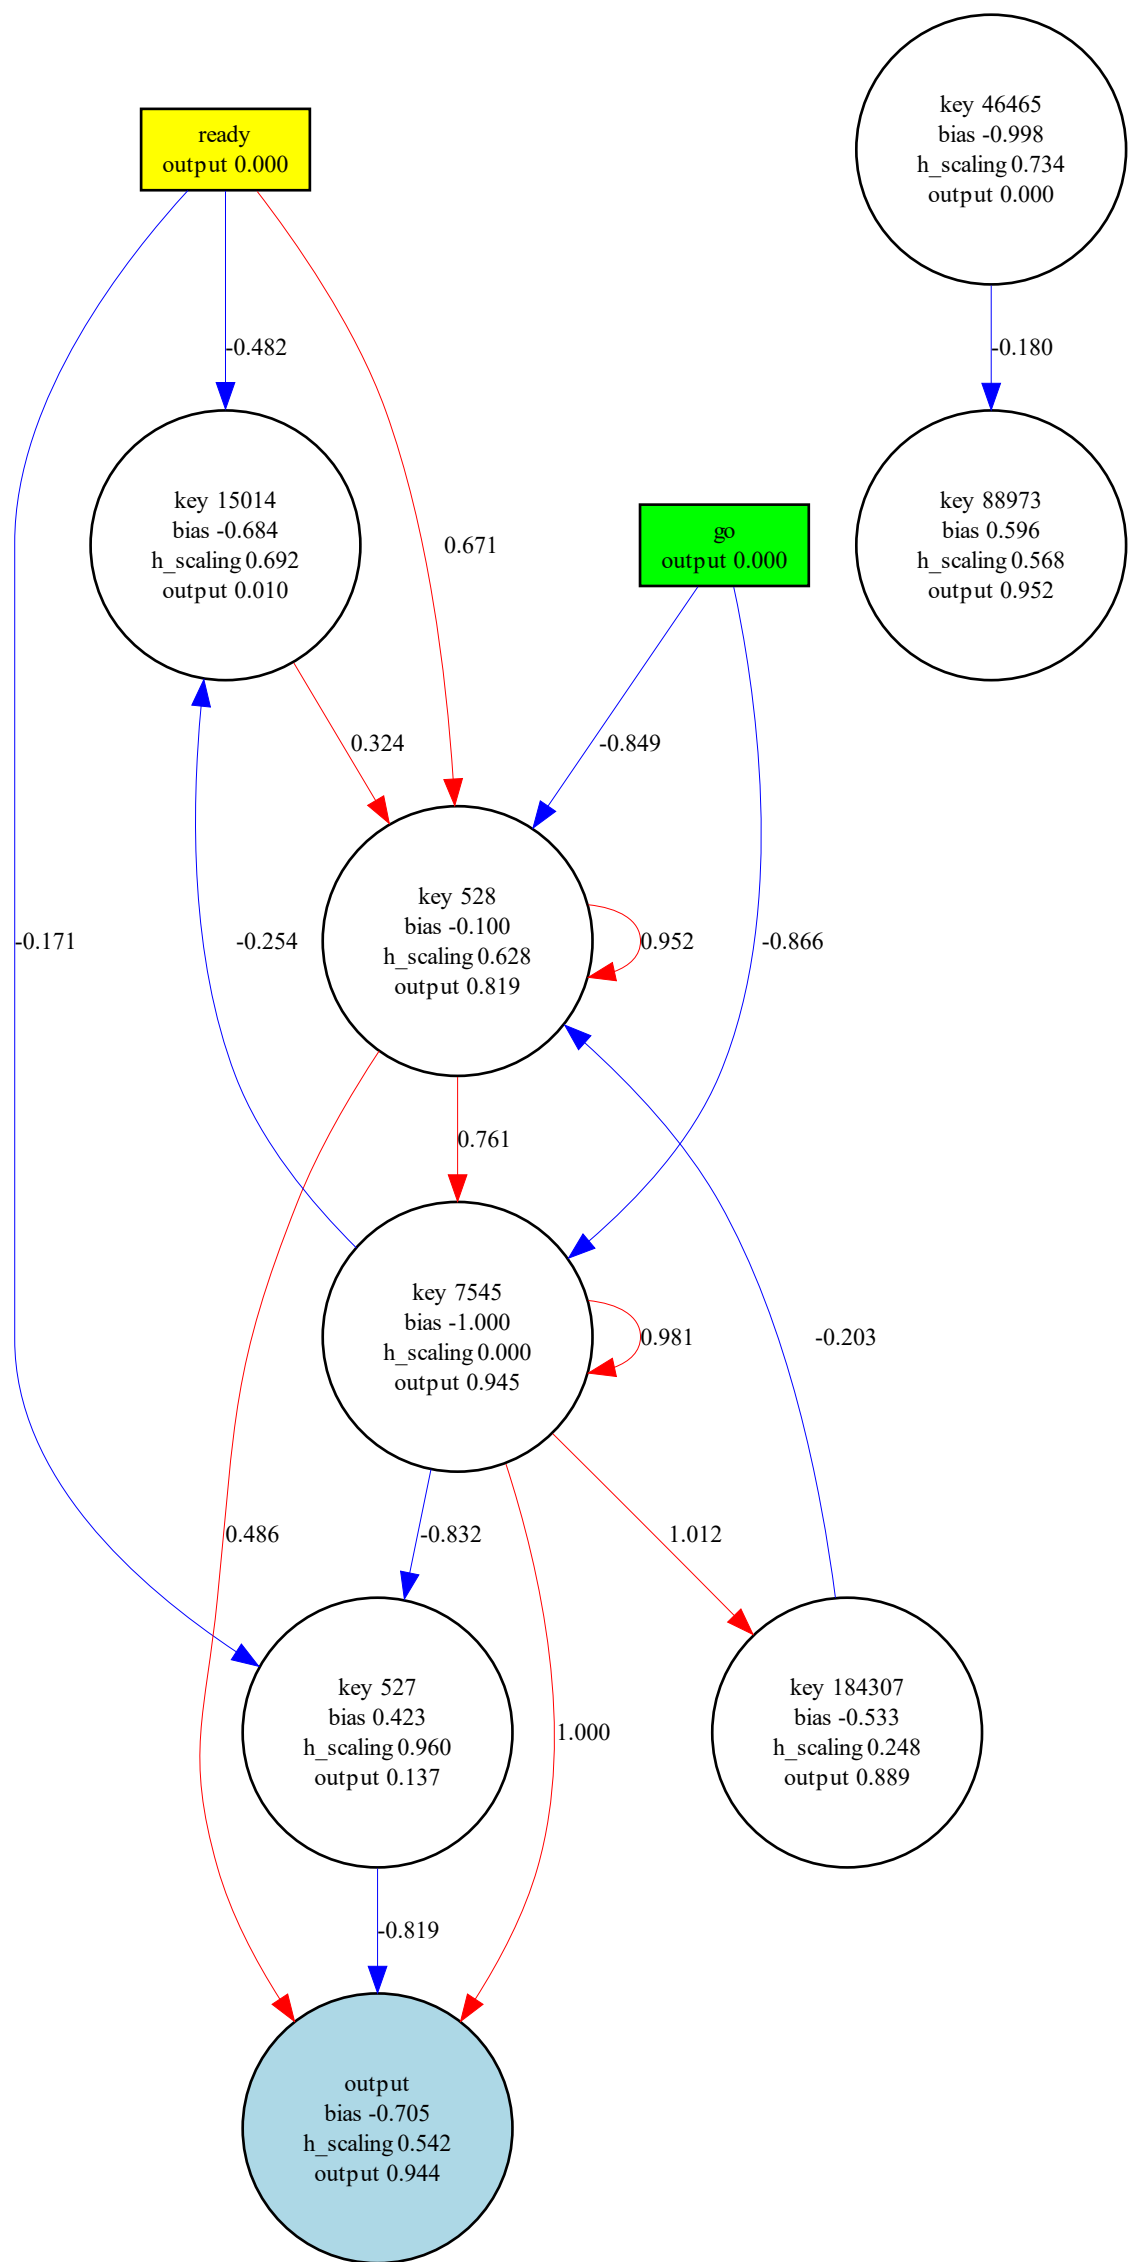 key 46465
bias -0.998
h_scaling 0.734
output 0.000
ready
output 0.000
-0.482
-0.180
key 15014
bias -0.684
h_scaling 0.692
output 0.010
0.671
go
output 0.000
key 88973
bias 0.596
h_scaling 0.568
output 0.952
0.324
-0.849
-0.171
-0.254
key 528
bias -0.100
h_scaling 0.628
output 0.819
0.952
-0.866
0.761
key 7545
bias -1.000
h_scaling 0.000
output 0.945
0.981
-0.203
0.486
-0.832
1.012
key 527
bias 0.423
h_scaling 0.960
output 0.137
1.000
key 184307
bias -0.533
h_scaling 0.248
output 0.889
-0.819
output
bias -0.705
h_scaling 0.542
output 0.944